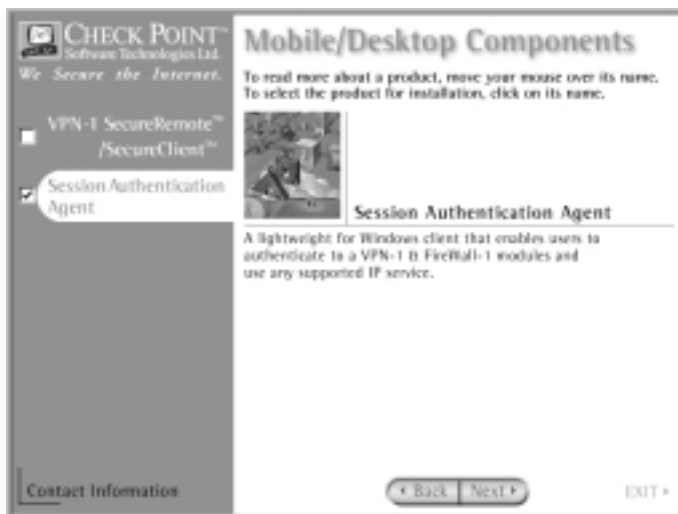 CHECK POINT™
Software Technologies Ltd.
We Secure the Internet.
VPN-1 SecureRemote™
/SecureClient™
Session Authentication
Agent
Contact Information
Mobile/Desktop Components
To read more about a product, move your mouse over its name.
To select the product for installation, click on its name.
Session Authentication Agent
A lightweight for Windows client that enables users to
authenticate to a VPN-1 & FireWall-1 modules and
use any supported IP service.
Back
Next
EXIT